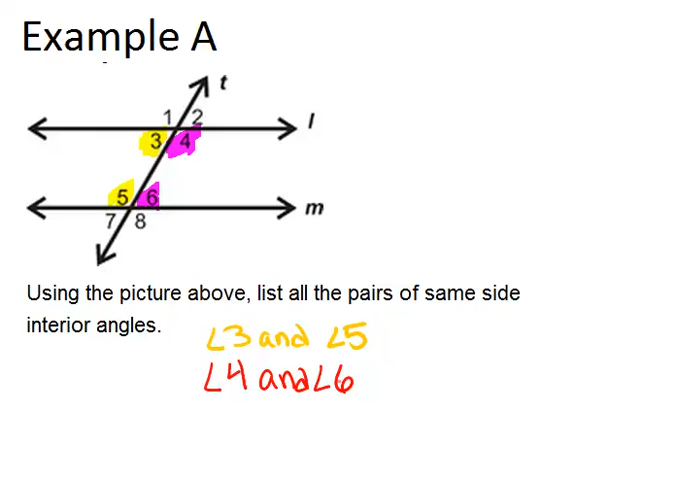 Example A
t
1 2
l
3 4
5 6
m
7 8
Using the picture above, list all the pairs of same side
interior angles.
∠3 and ∠5
∠4 and ∠6